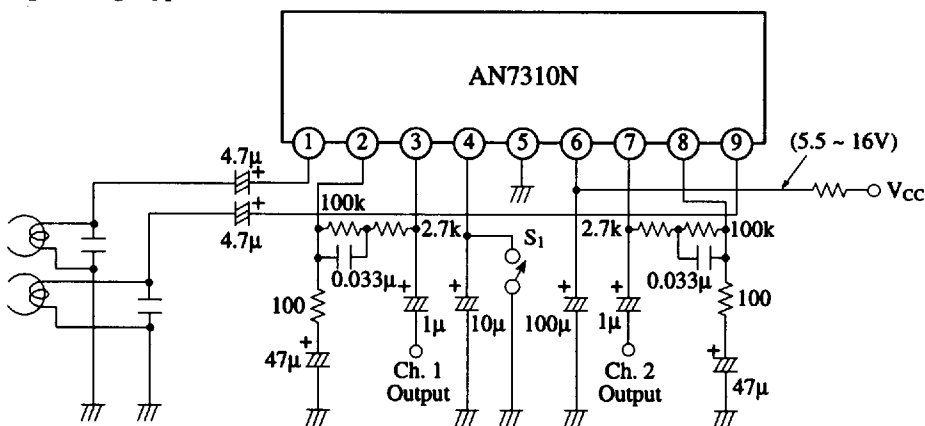 AN7310N
1 2 3 4 5 6 7 8 9
(5.5 ~ 16V)
4.7μ +
+
4.7μ
VCC
100k
2.7k
S1
2.7k
100k
0.033μ
0.033μ
100
+
1μ
+
10μ
+
100μ
+
1μ
100
+
47μ
Ch. 1
Output
Ch. 2
Output
+
47μ